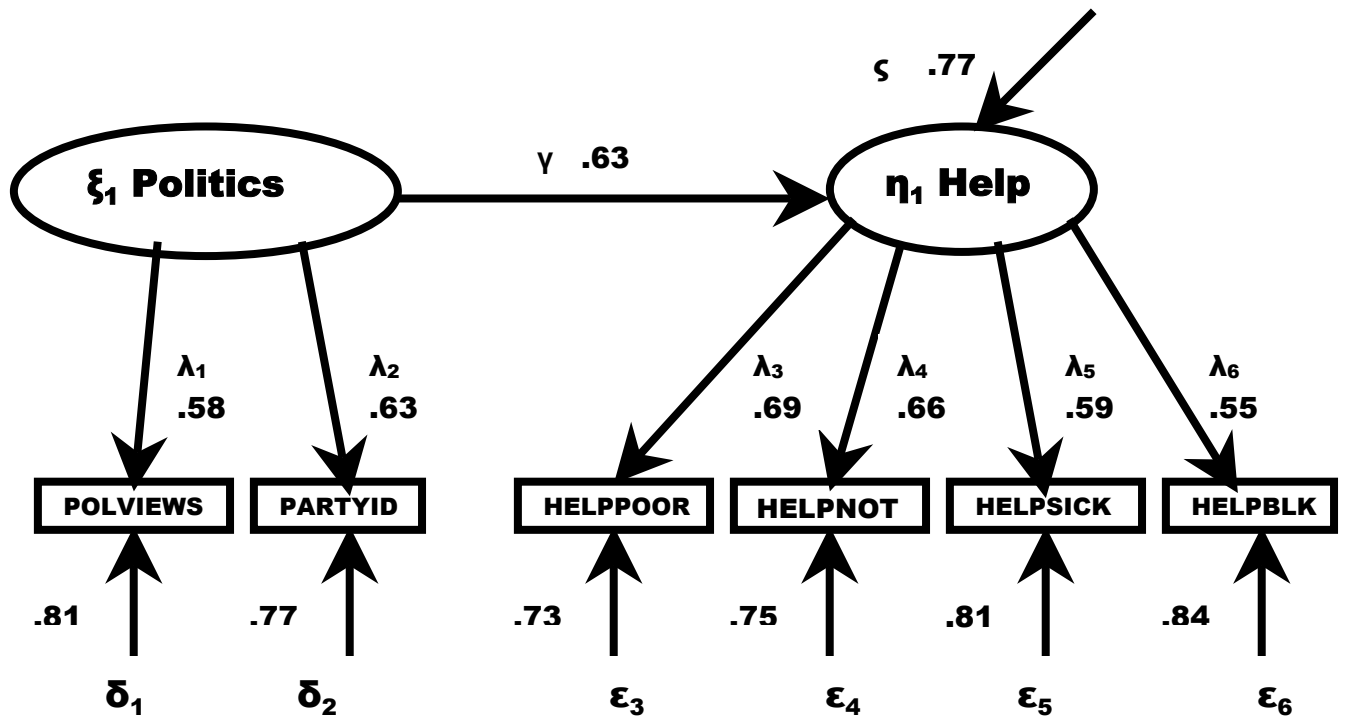 ς .77
γ .63
ξ1 Politics
η1 Help
λ1
.58
λ2
.63
λ3
.69
λ4
.66
λ5
.59
λ6
.55
POLVIEWS
PARTYID
HELPPOOR
HELPNOT
HELPSICK
HELPBLK
.81
.77
.73
.75
.81
.84
δ1
δ2
ε3
ε4
ε5
ε6